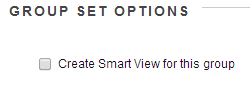 GROUP SET OPTIONS
Create Smart View for this group